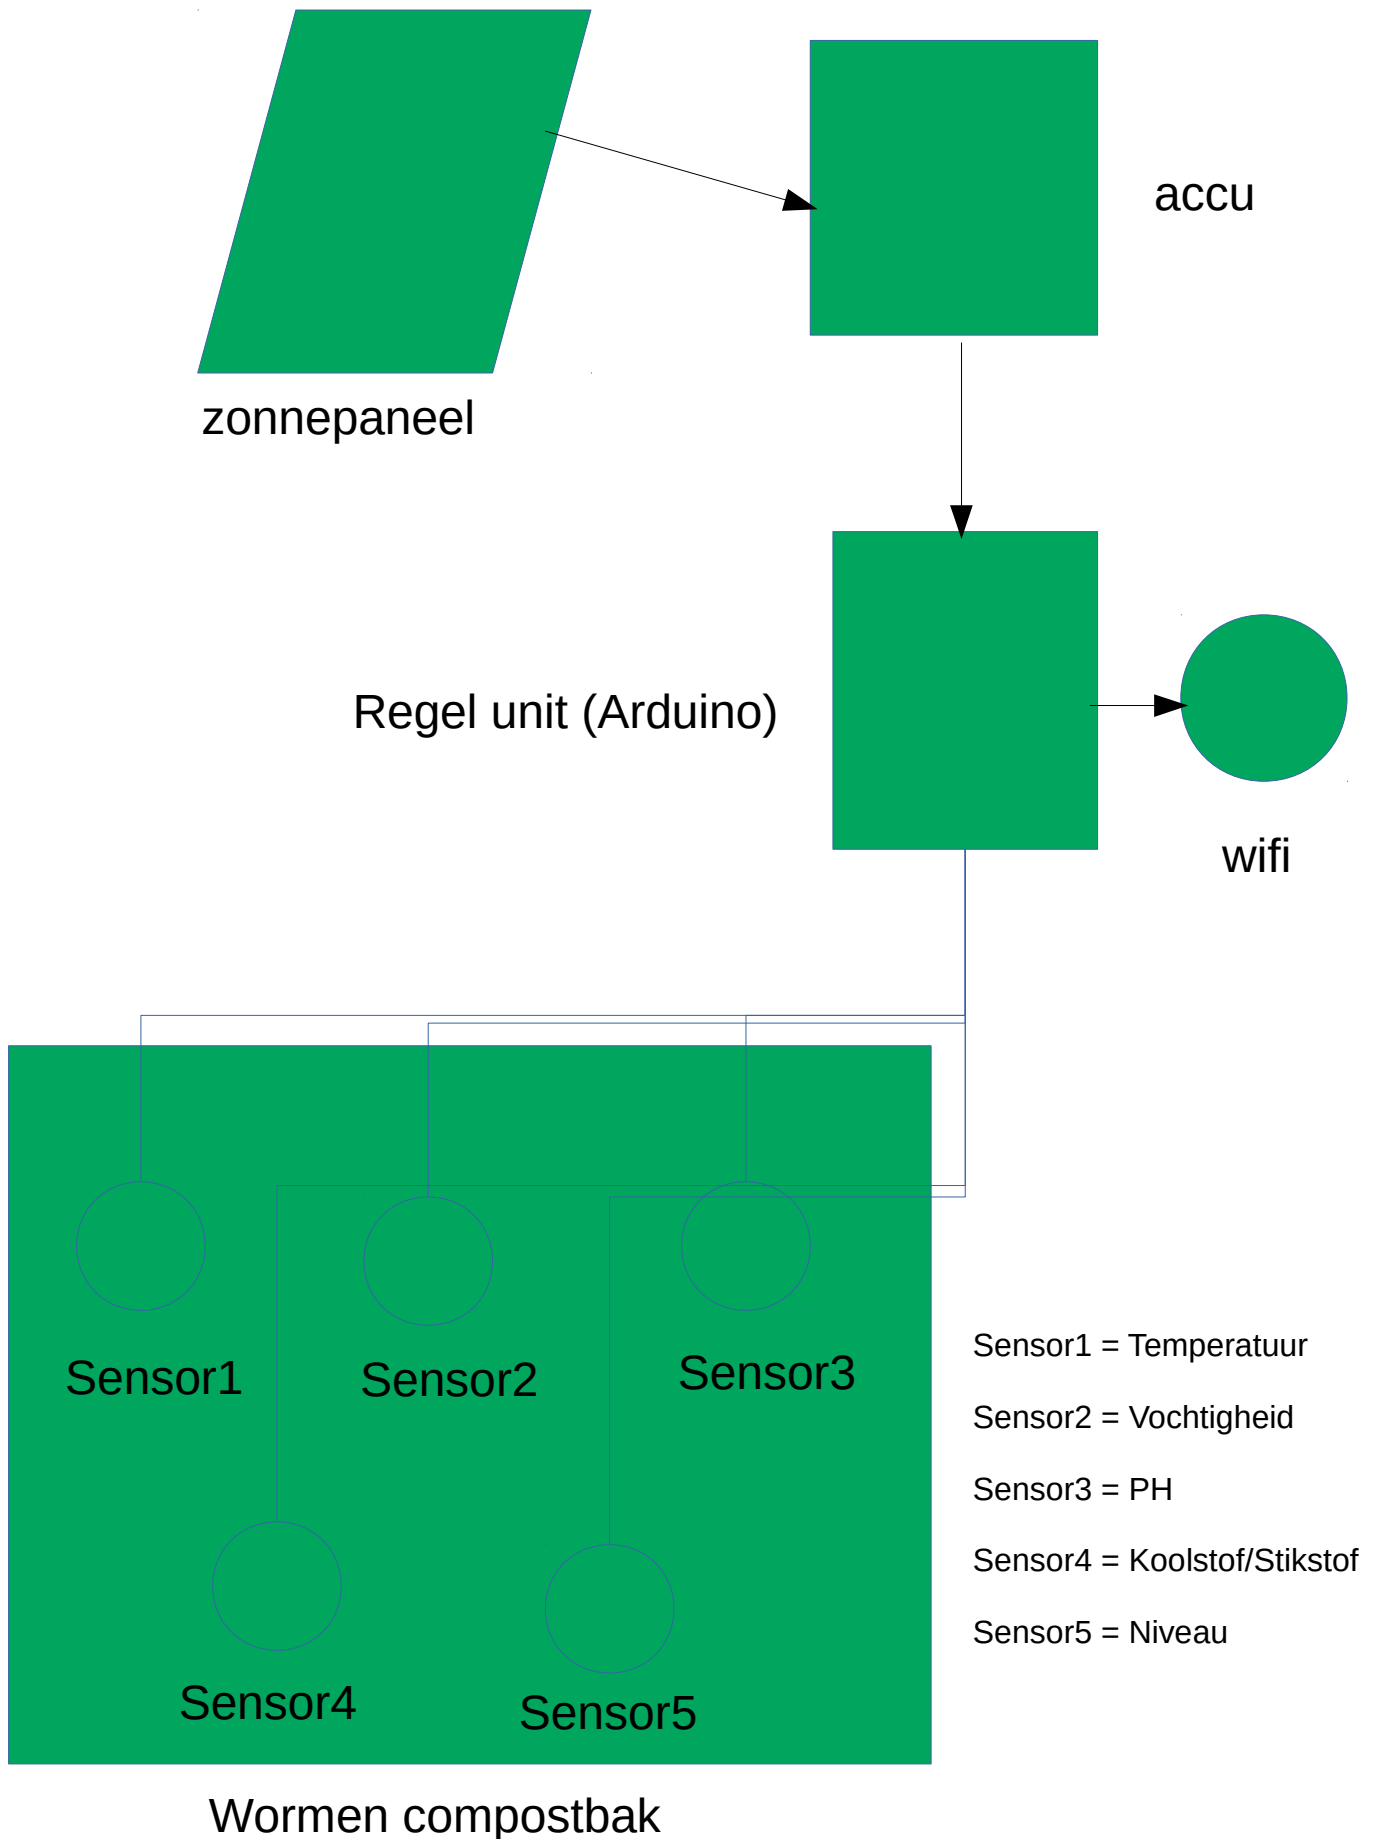 accu
zonnepaneel
Regel unit (Arduino)
wifi
Sensor1
Sensor2
Sensor3
Sensor4
Sensor5
Sensor1 = Temperatuur
Sensor2 = Vochtigheid
Sensor3 = PH
Sensor4 = Koolstof/Stikstof
Sensor5 = Niveau
Wormen compostbak